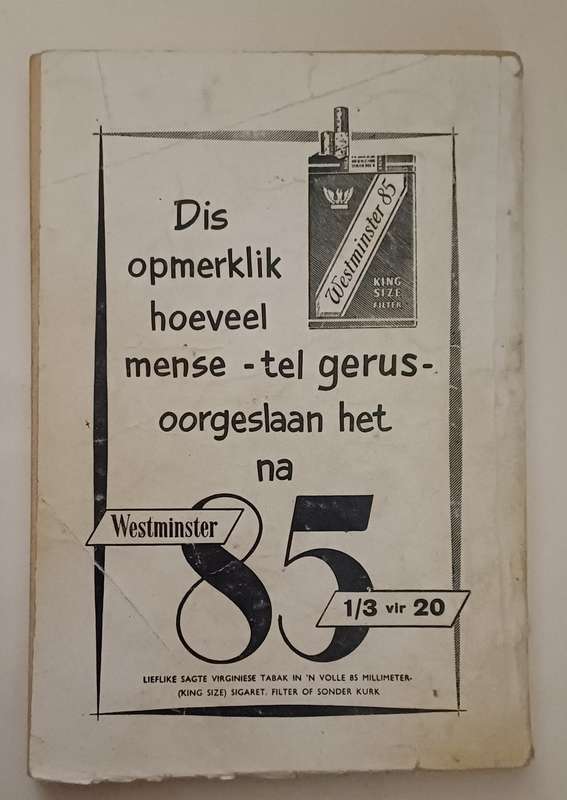 Westminster 85
KING
SIZE
FILTER
Dis
opmerklik
hoeveel
mense - tel gerus -
oorgeslaan het
na
Westminster
85
1/3 vir 20
LIEFLIKE SAGTE VIRGINIESE TABAK IN 'N VOLLE 85 MILLIMETER-
(KING SIZE) SIGARET. FILTER OF SONDER KURK